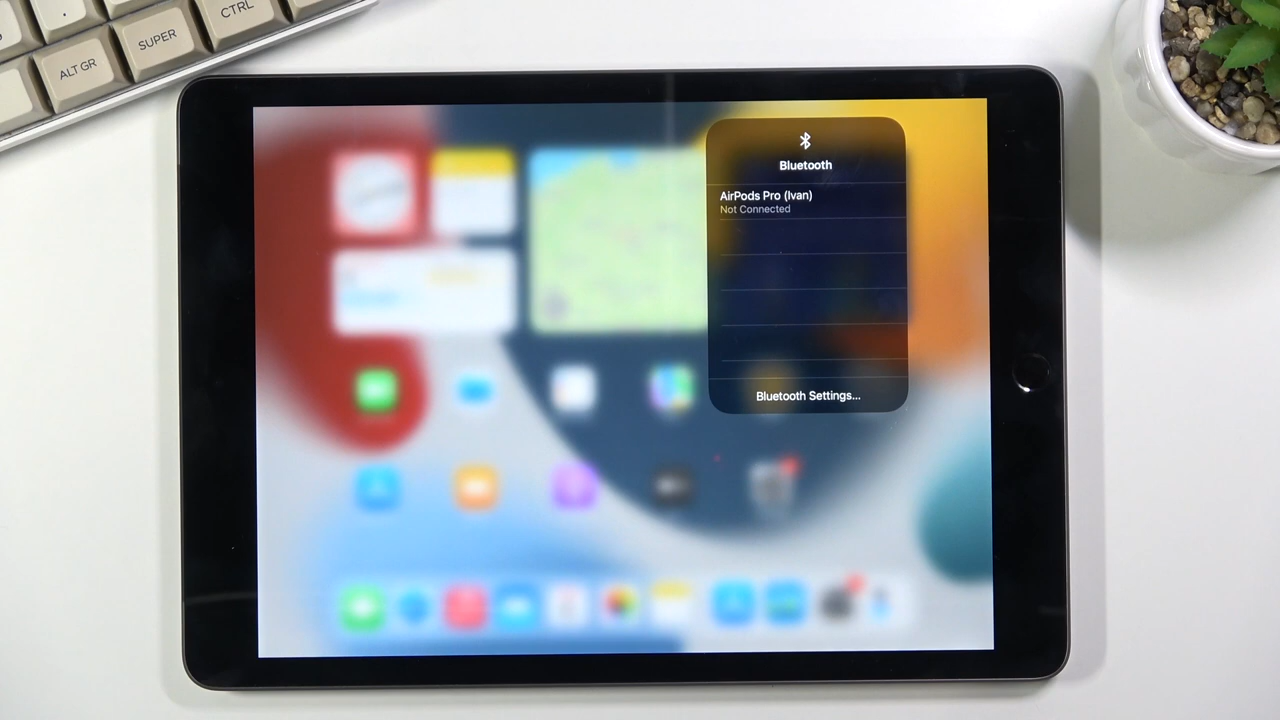 ALT GR
SUPER
CTRL
Bluetooth
AirPods Pro (Ivan)
Not Connected
Bluetooth Settings...